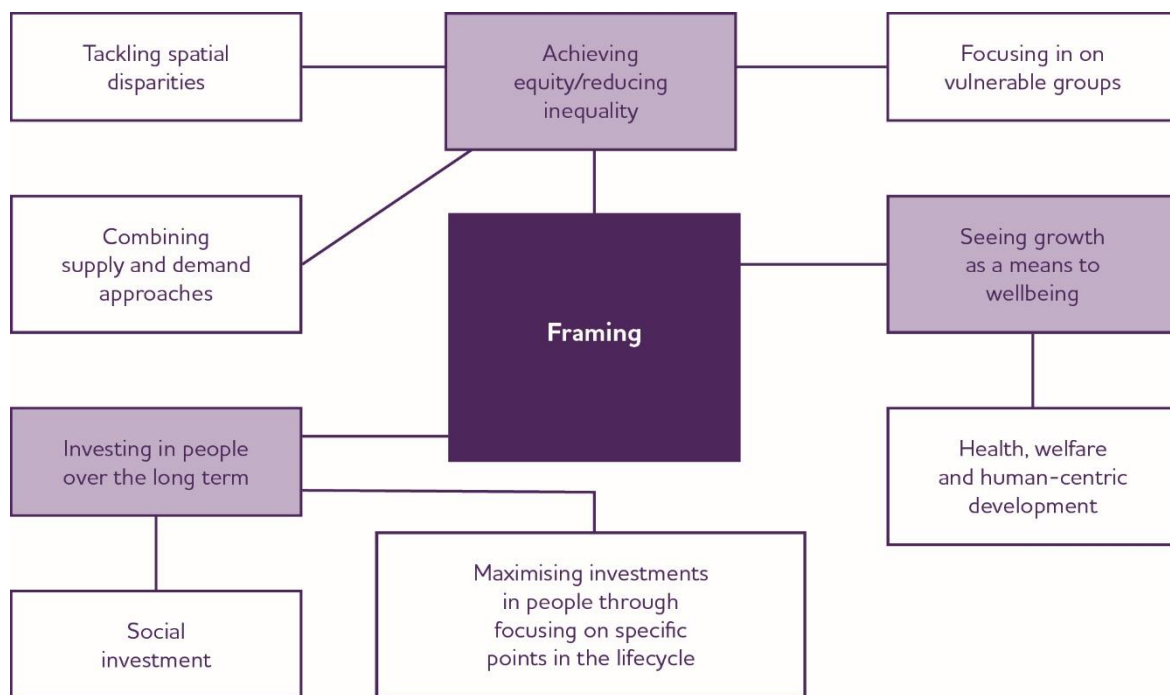 Tackling spatial
disparities
Achieving
equity/reducing
inequality
Focusing in on
vulnerable groups
Combining
supply and demand
approaches
Framing
Seeing growth
as a means to
wellbeing
Investing in people
over the long term
Health, welfare
and human-centric
development
Social
investment
Maximising investments
in people through
focusing on specific
points in the lifecycle